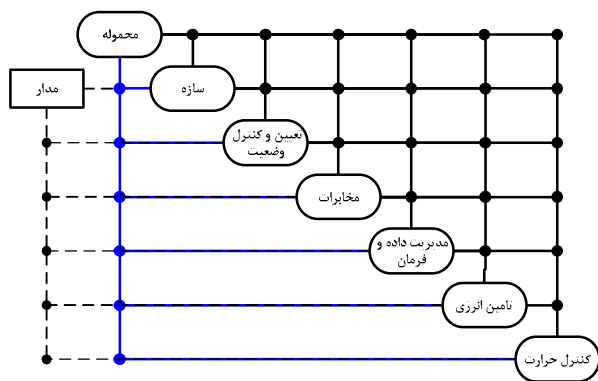 محموله
مدار
سازه
تعیین و کنترل
وضعیت
مخابرات
مدیریت داده و
فرمان
تامین انرژی
کنترل حرارت